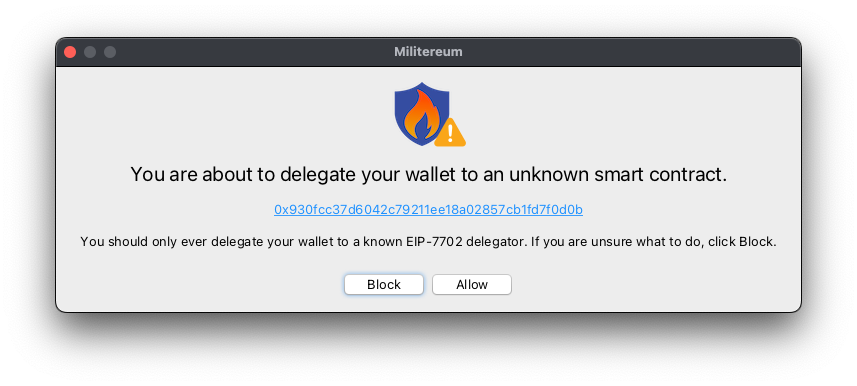 Militereum
You are about to delegate your wallet to an unknown smart contract.
0x930fcc37d6042c79211ee18a02857cb1fd7f0d0b
You should only ever delegate your wallet to a known EIP-7702 delegator. If you are unsure what to do, click Block.
Block
Allow